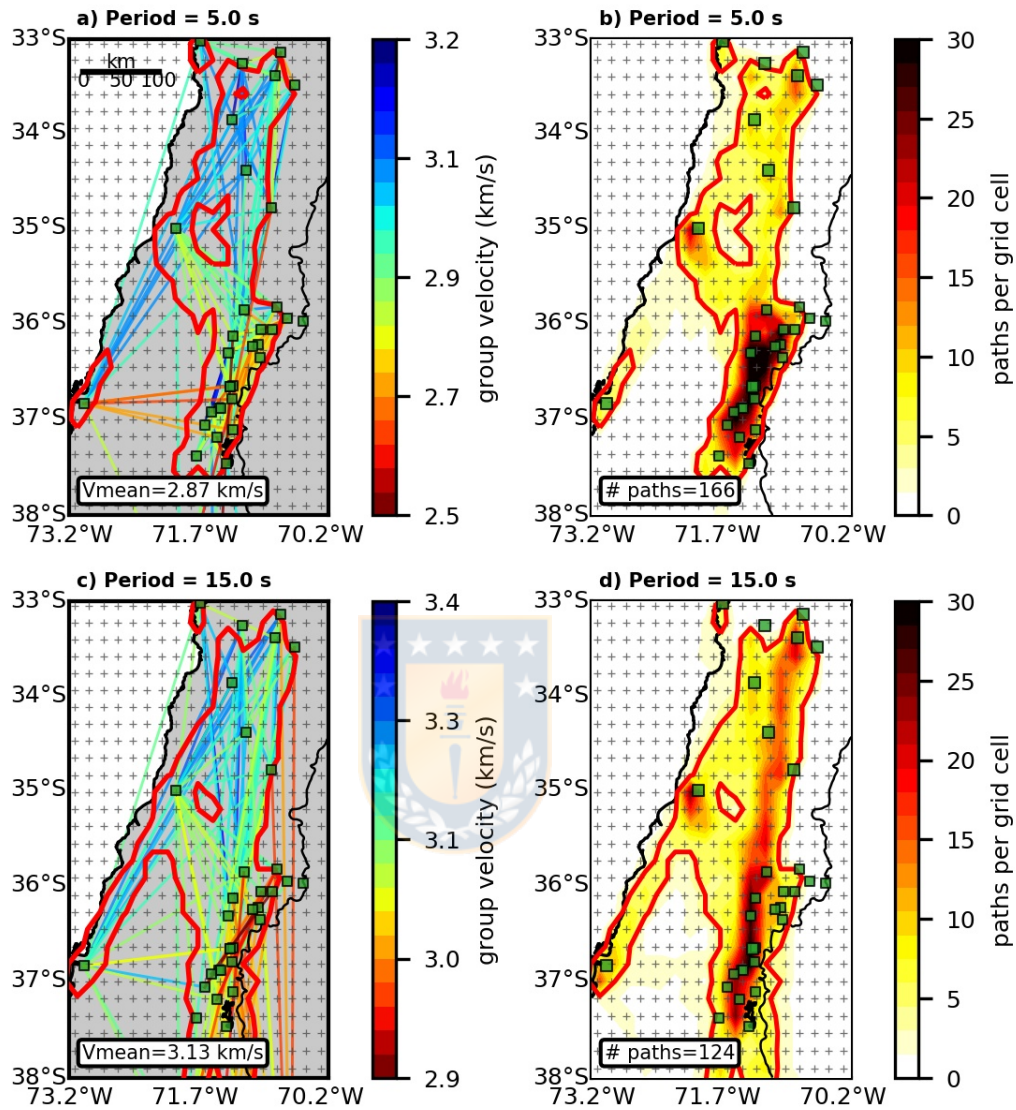 a) Period = 5.0 s
b) Period = 5.0 s
33°S
34°S
35°S
36°S
37°S
38°S
km
0 50 100
Vmean=2.87 km/s
73.2°W 71.7°W 70.2°W
3.2
3.1
2.9
2.7
2.5
group velocity (km/s)
33°S
34°S
35°S
36°S
37°S
38°S
# paths=166
73.2°W 71.7°W 70.2°W
30
25
20
15
10
5
0
paths per grid cell
c) Period = 15.0 s
d) Period = 15.0 s
33°S
34°S
35°S
36°S
37°S
38°S
Vmean=3.13 km/s
73.2°W 71.7°W 70.2°W
3.4
3.3
3.1
3.0
2.9
group velocity (km/s)
33°S
34°S
35°S
36°S
37°S
38°S
# paths=124
73.2°W 71.7°W 70.2°W
30
25
20
15
10
5
0
paths per grid cell